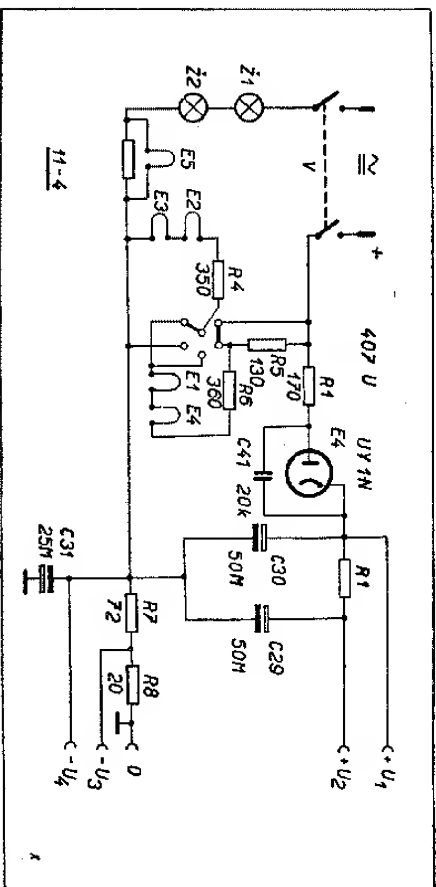 + U₁
+ U₂
0
- U₃
- U₄
R1
C29
50M
C30
50M
R8
20
R7
72
C31
25M
UY1N
E4
C41
20k
407 U
R1
170
R5
130
R6
360
E1
E4
R4
350
E2
E3
E5
+
≅
V
Ž1
Ž2
11-4
x